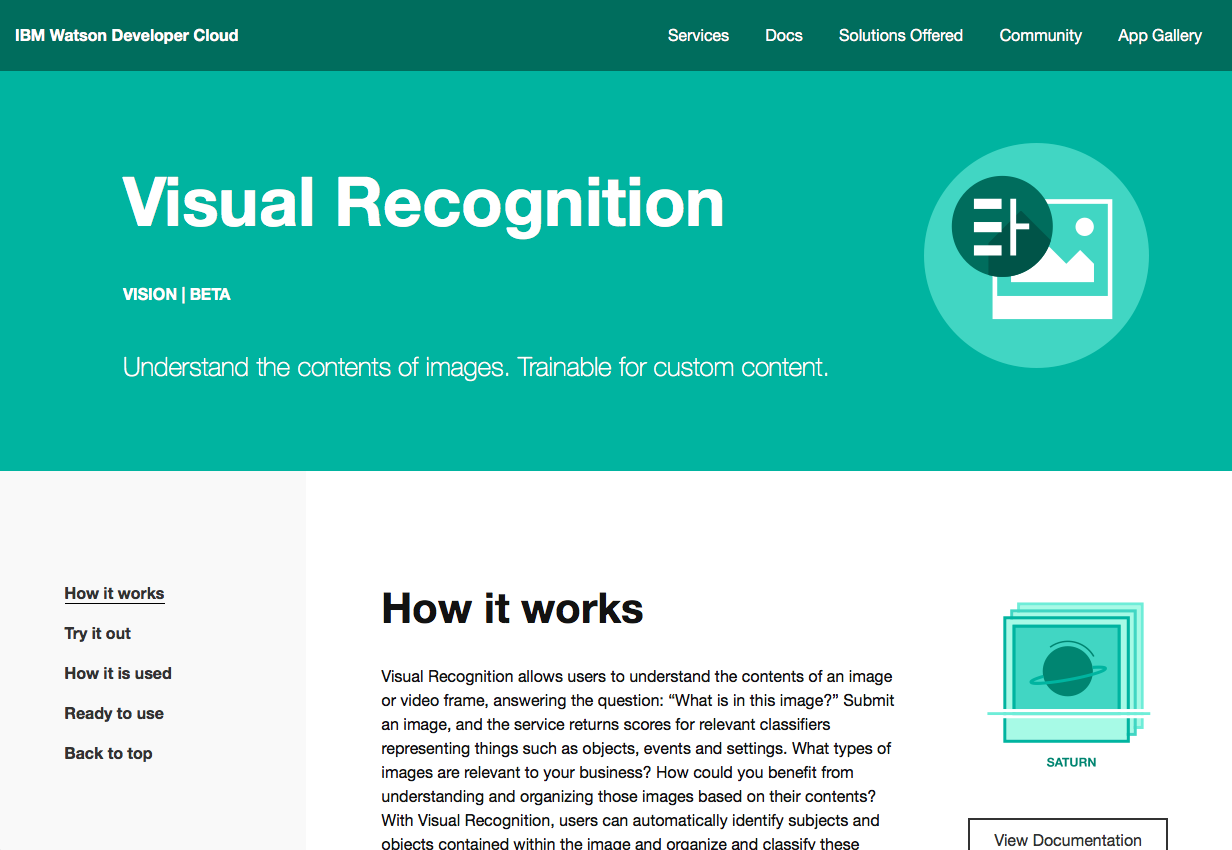 IBM Watson Developer Cloud
Services
Docs
Solutions Offered
Community
App Gallery
Visual Recognition
VISION | BETA
Understand the contents of images. Trainable for custom content.
How it works
Try it out
How it is used
Ready to use
Back to top
How it works
Visual Recognition allows users to understand the contents of an image
or video frame, answering the question: “What is in this image?” Submit
an image, and the service returns scores for relevant classifiers
representing things such as objects, events and settings. What types of
images are relevant to your business? How could you benefit from
understanding and organizing those images based on their contents?
With Visual Recognition, users can automatically identify subjects and
objects contained within the image and organize and classify these
SATURN
View Documentation